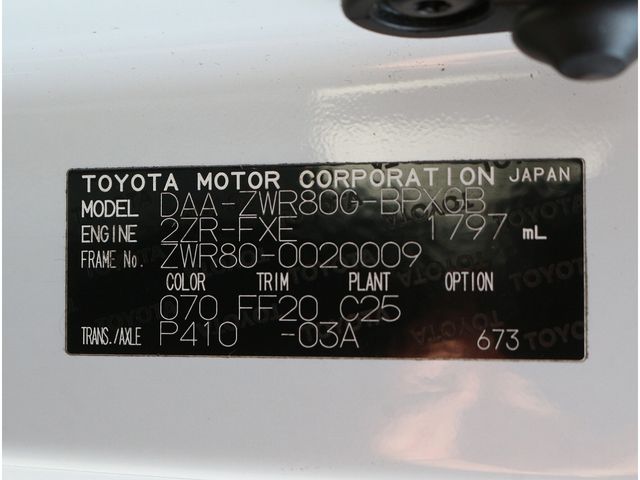 TOYOTA MOTOR CORPORATION JAPAN
MODEL DAA-ZWR80G-BPXGB
ENGINE 2ZR-FXE 1797 mL
FRAME No. ZWR80-0020009
COLOR TRIM PLANT OPTION
070 FF20 C25
TRANS./AXLE P410 -03A 673